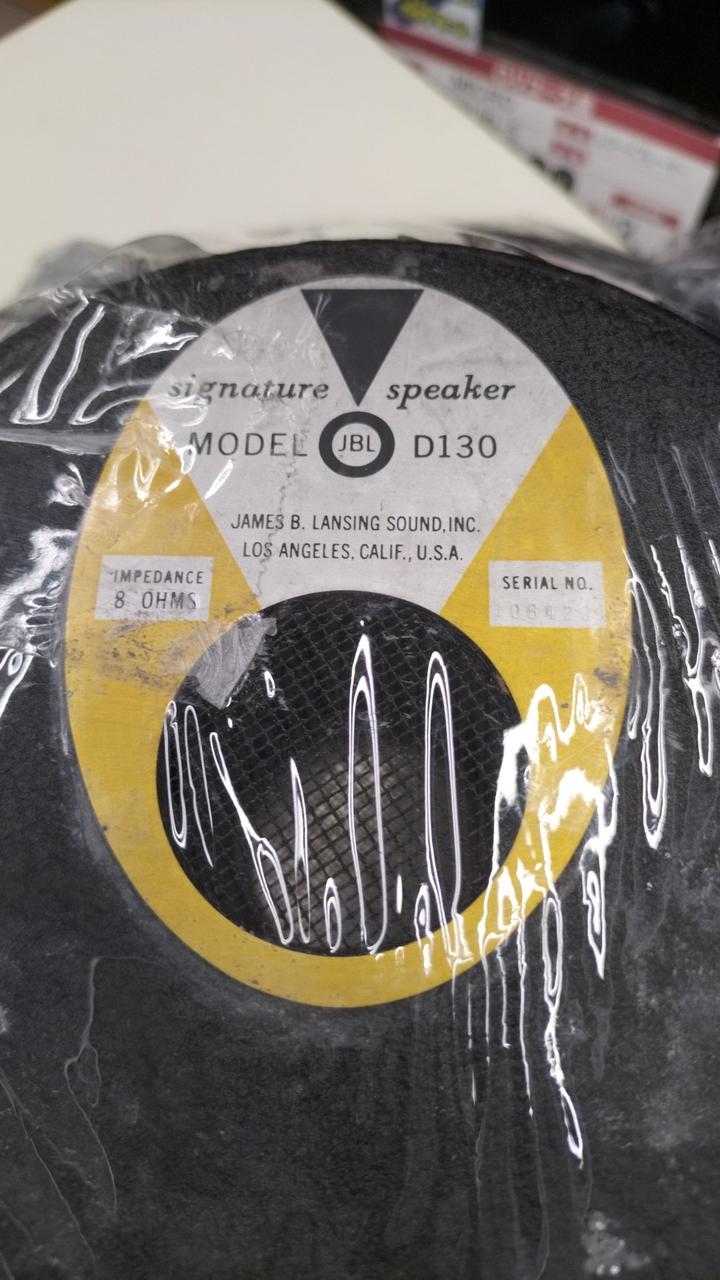 signature speaker
MODEL JBL D130
JAMES B. LANSING SOUND, INC.
LOS ANGELES, CALIF., U.S.A.
IMPEDANCE
8 OHMS
SERIAL NO.